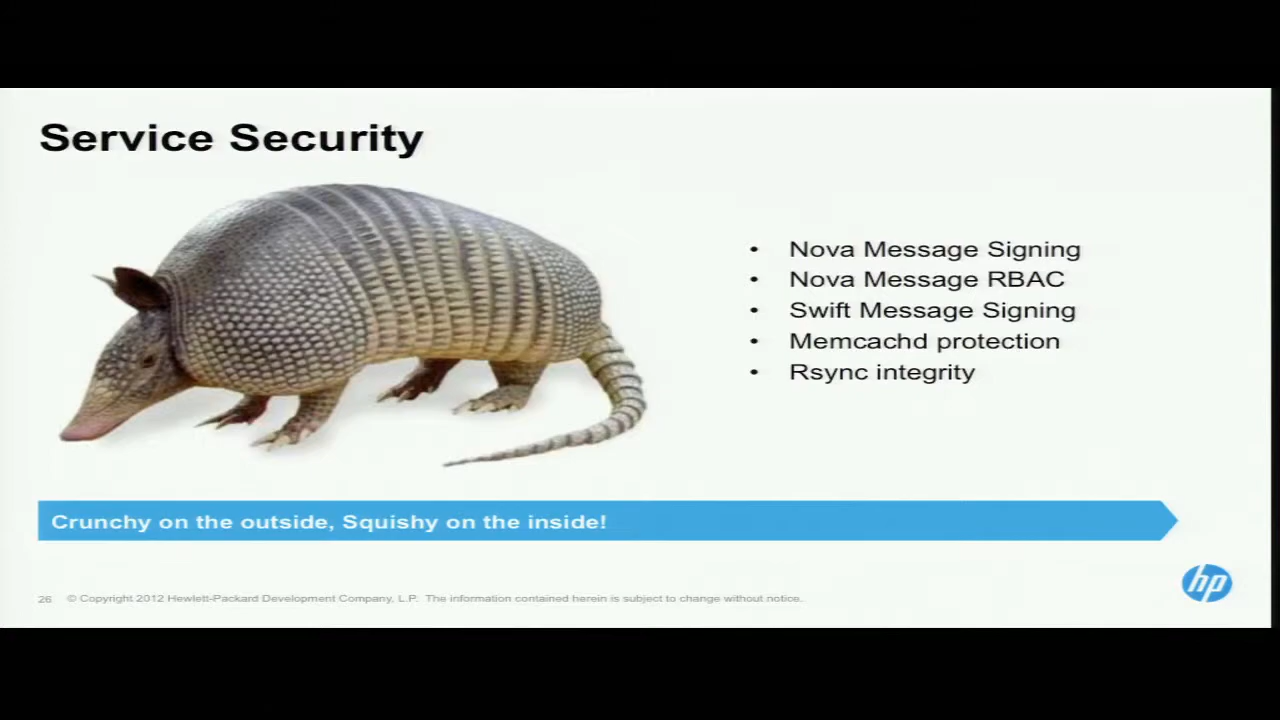 Service Security
• Nova Message Signing
• Nova Message RBAC
• Swift Message Signing
• Memcachd protection
• Rsync integrity
Crunchy on the outside, Squishy on the inside!
hp
26 © Copyright 2012 Hewlett-Packard Development Company, L.P. The information contained herein is subject to change without notice.